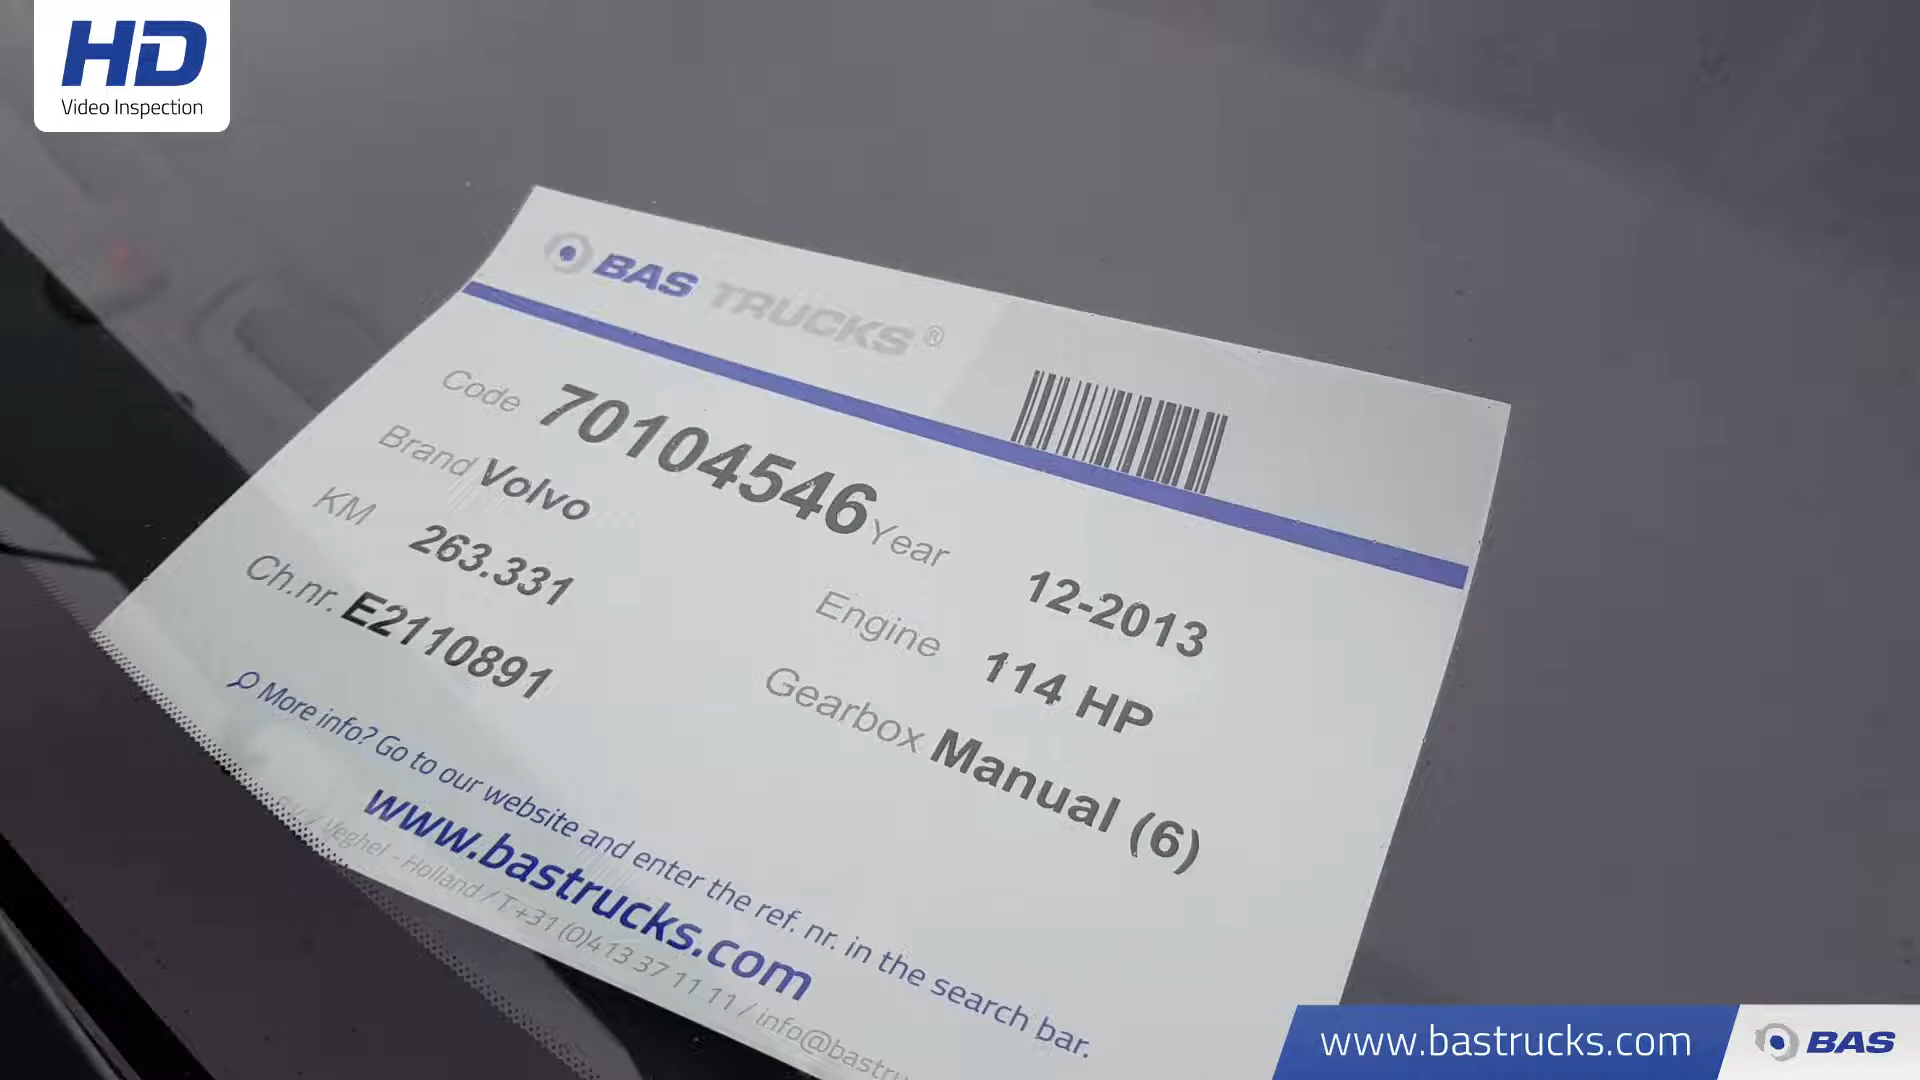 HD
Video Inspection
BAS TRUCKS®
Code 70104546
Brand Volvo
KM 263.331
Ch.nr. E2110891
Year 12-2013
Engine 114 HP
Gearbox Manual (6)
More info? Go to our website and enter the ref. nr. in the search bar.
www.bastrucks.com
Veghel - Holland / T +31 (0)413 37 11 11 / info@bastru
www.bastrucks.com
BAS